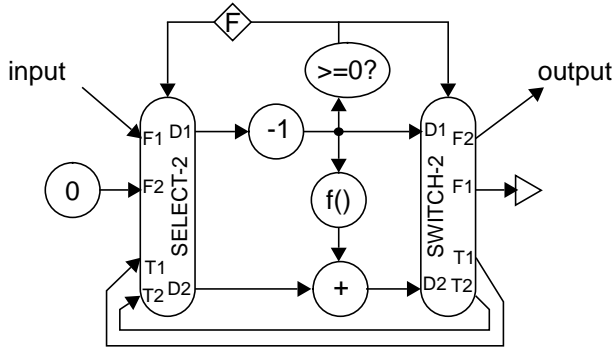 F
input
>=0?
output
F1
D1
-1
D1
F2
0
F2
SELECT-2
f()
SWITCH-2
F1
T1
T1
T2
D2
+
D2
T2